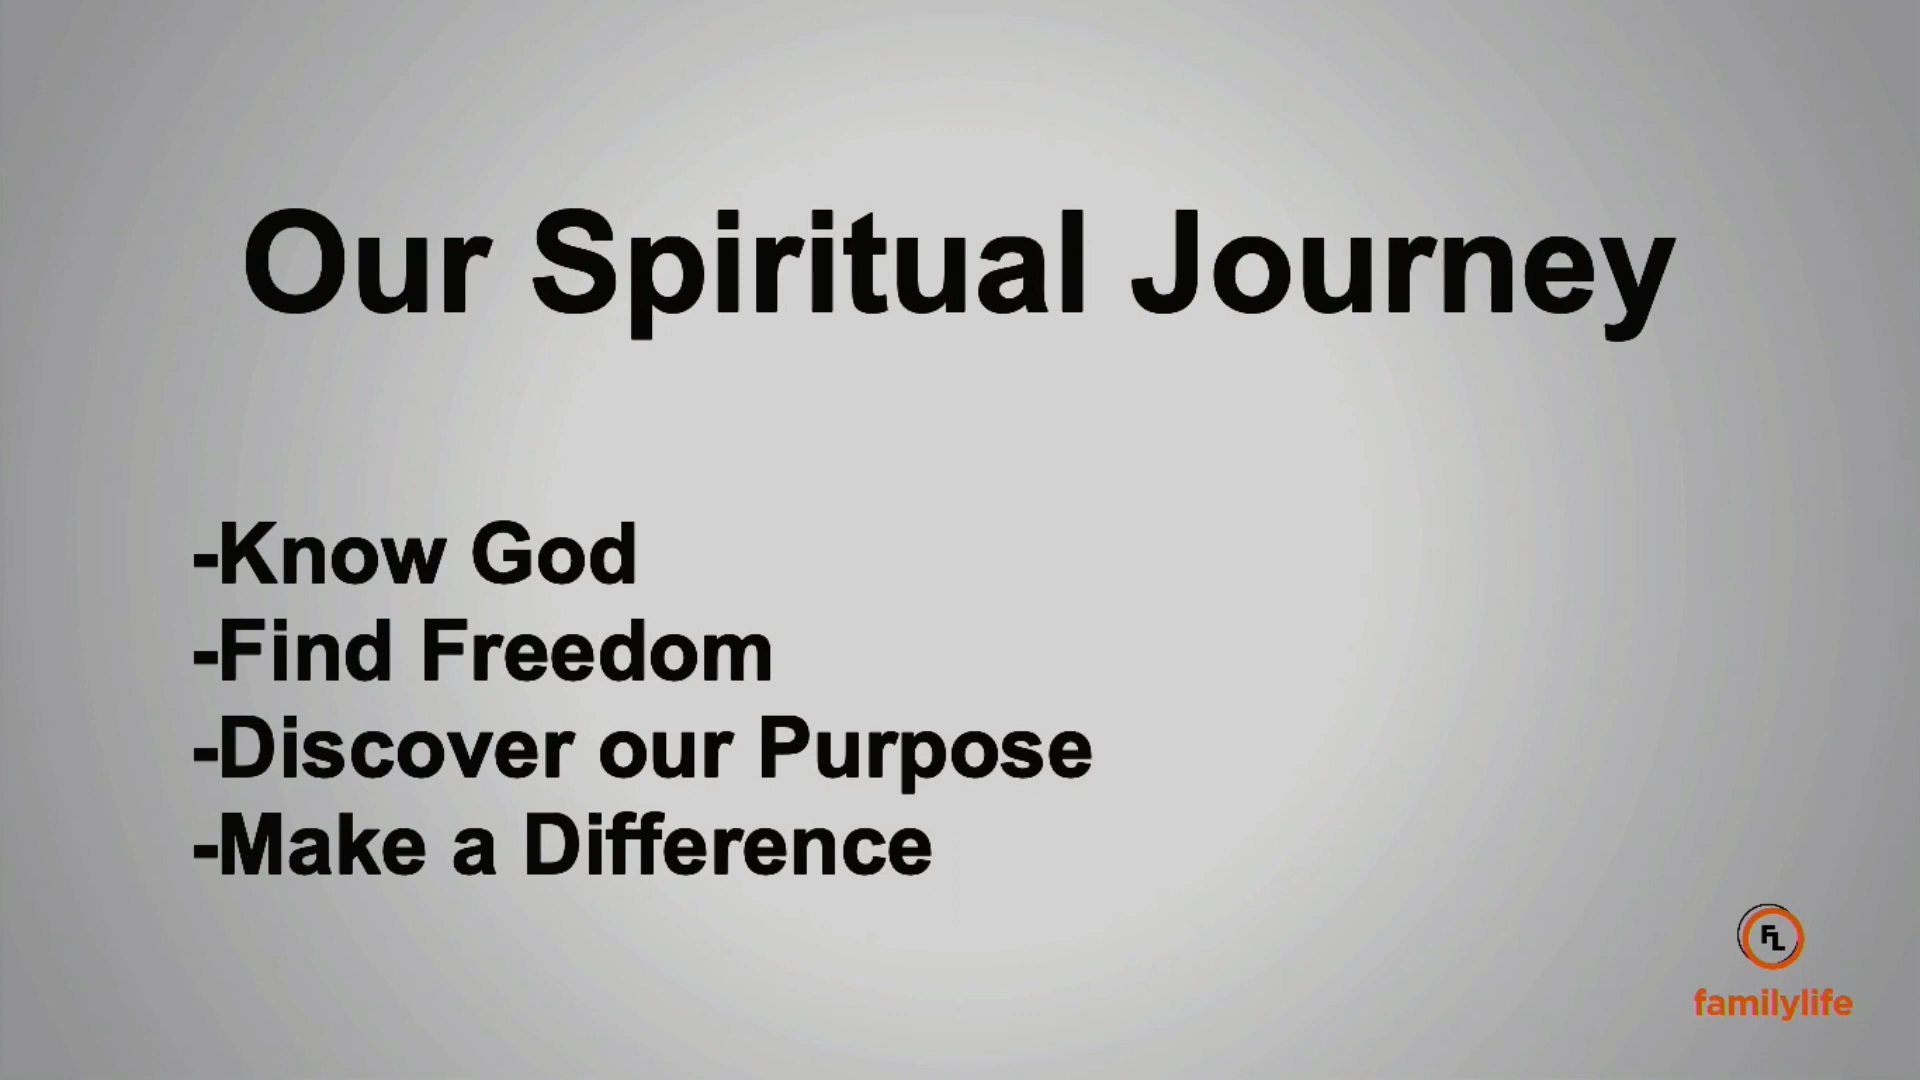 Our Spiritual Journey
-Know God
-Find Freedom
-Discover our Purpose
-Make a Difference
FL
familylife